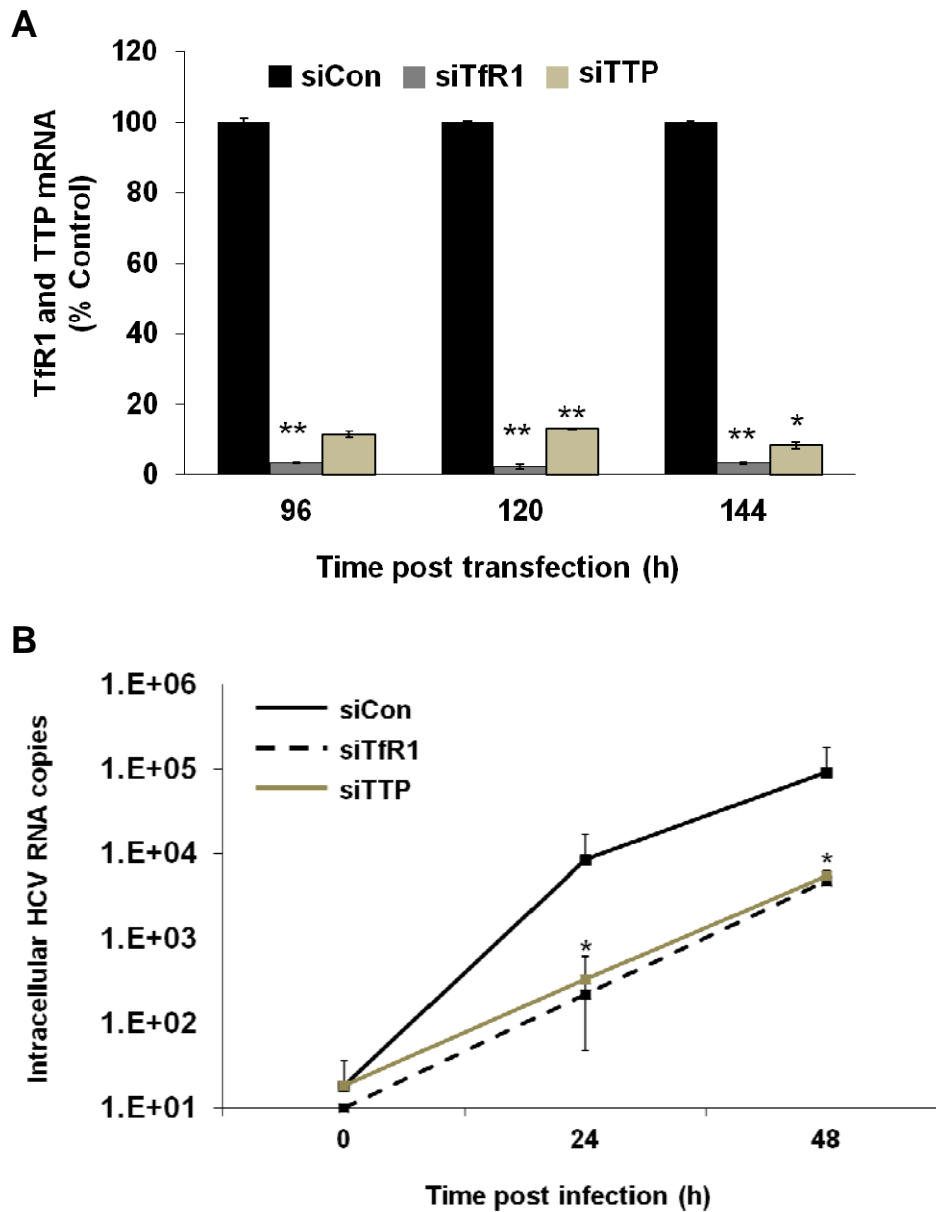 A
TfR1 and TTP mRNA
(% Control)
120
100
80
60
40
20
0
siCon
siTfR1
siTTP
**
**
**
**
*
96
120
144
Time post transfection (h)
B
Intracellular HCV RNA copies
1.E+06
1.E+05
1.E+04
1.E+03
1.E+02
1.E+01
siCon
siTfR1
siTTP
*
*
0
24
48
Time post infection (h)